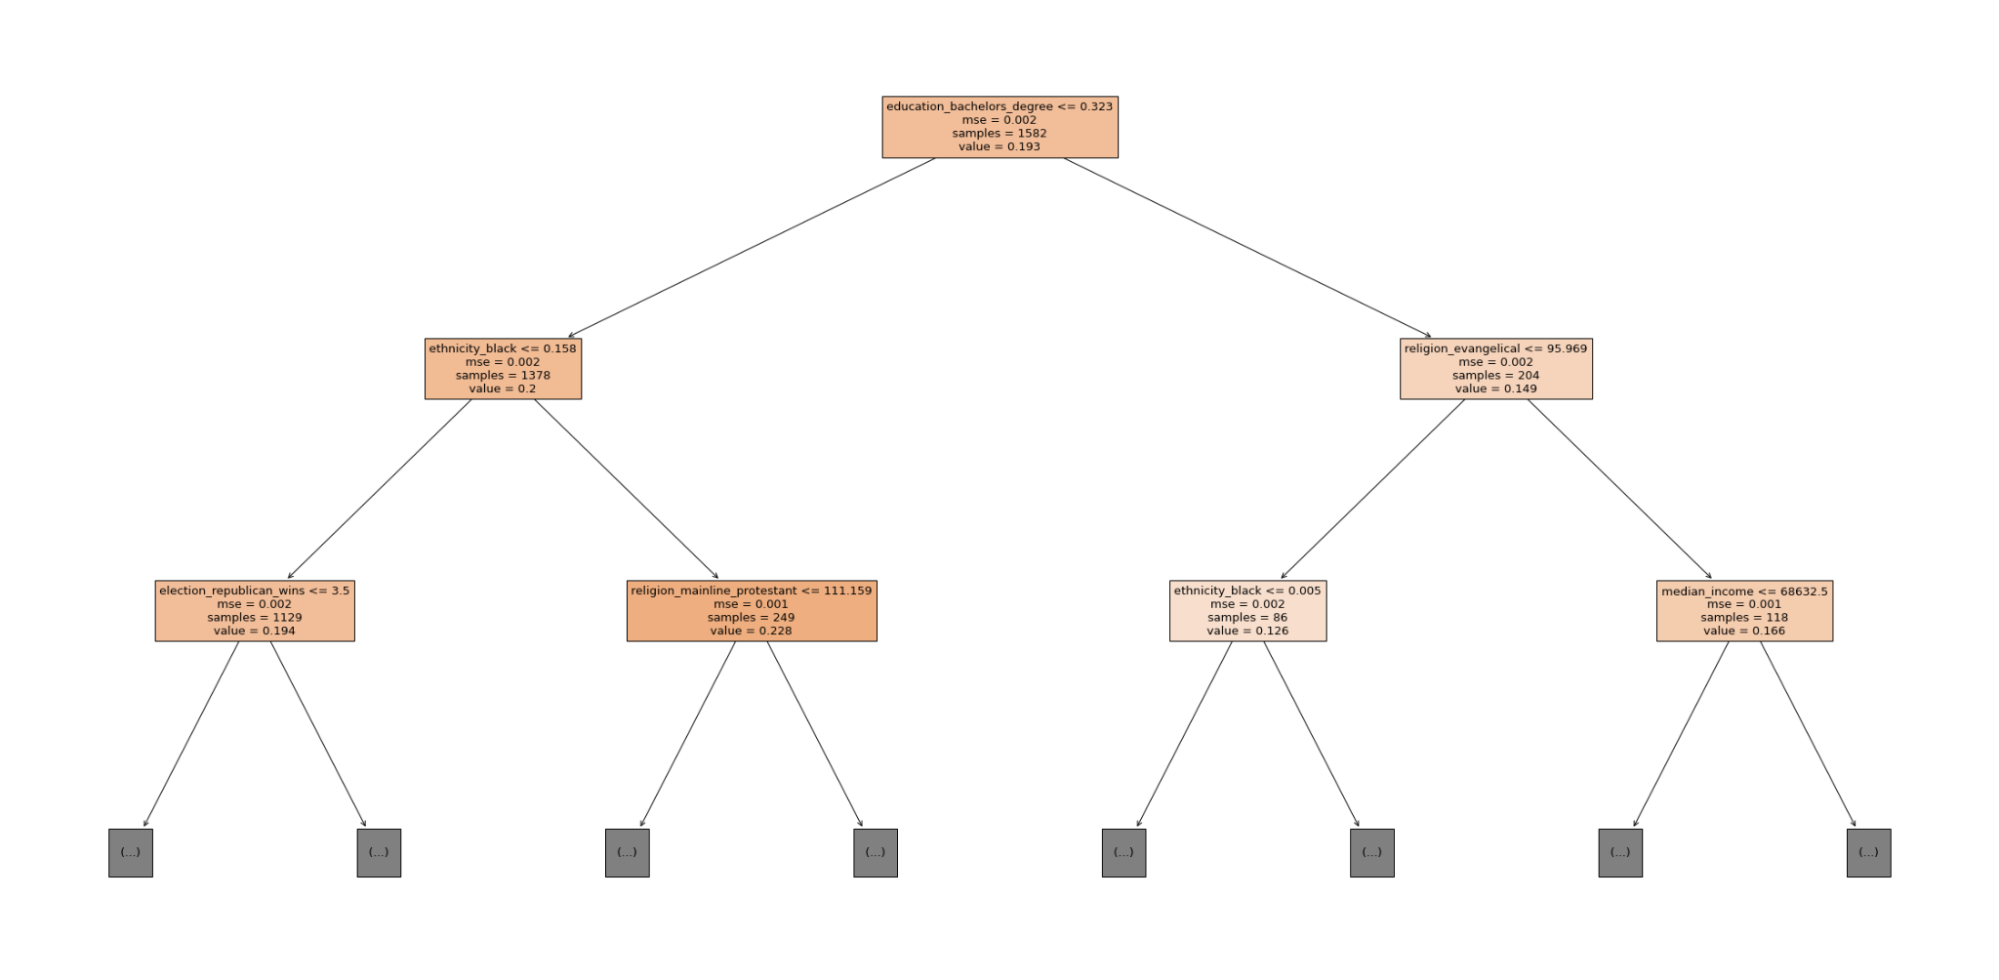 education_bachelors_degree <= 0.323
mse = 0.002
samples = 1582
value = 0.193
ethnicity_black <= 0.158
mse = 0.002
samples = 1378
value = 0.2
religion_evangelical <= 95.969
mse = 0.002
samples = 204
value = 0.149
election_republican_wins <= 3.5
mse = 0.002
samples = 1129
value = 0.194
religion_mainline_protestant <= 111.159
mse = 0.001
samples = 249
value = 0.228
ethnicity_black <= 0.005
mse = 0.002
samples = 86
value = 0.126
median_income <= 68632.5
mse = 0.001
samples = 118
value = 0.166
(...)
(...)
(...)
(...)
(...)
(...)
(...)
(...)